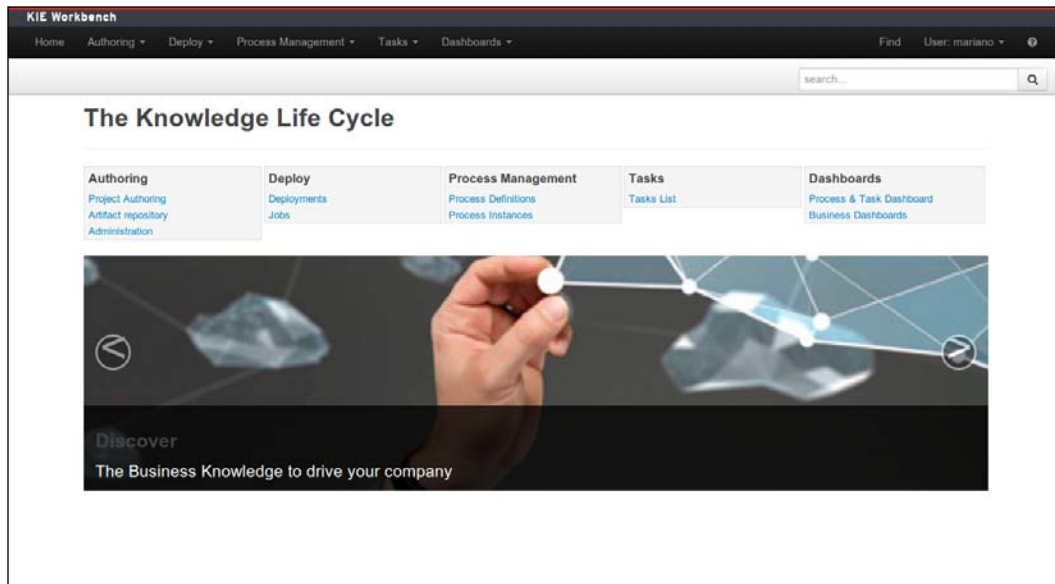 KIE Workbench
Home Authoring Deploy Process Management Tasks Dashboards Find User: mariano
search...
The Knowledge Life Cycle
Authoring Deploy Process Management Tasks Dashboards
Project Authoring Deployments Process Definitions Tasks List Process & Task Dashboard
Artifact repository Jobs Process Instances Business Dashboards
Administration
Discover
The Business Knowledge to drive your company